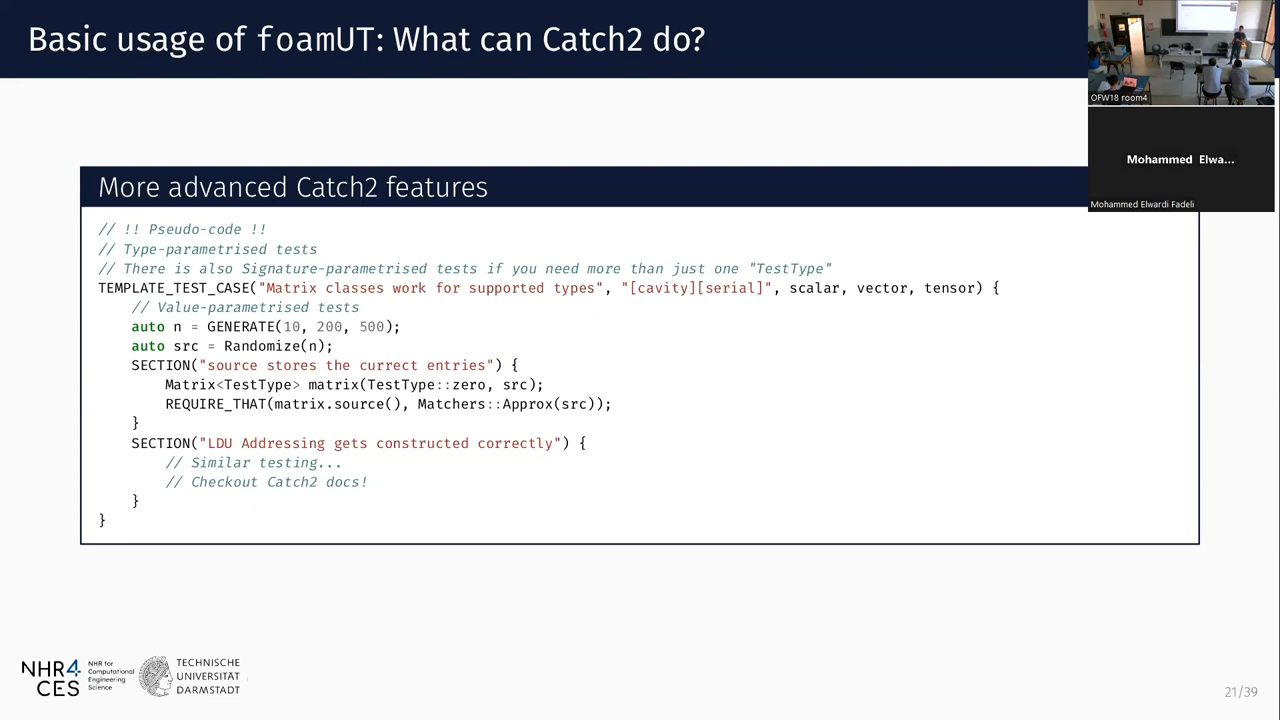 Basic usage of foamUT: What can Catch2 do?
OFW18 room4
Mohammed Elwa...
Mohammed Elwardi Fadeli
More advanced Catch2 features
// !! Pseudo-code !!
// Type-parametrised tests
// There is also Signature-parametrised tests if you need more than just one "TestType"
TEMPLATE_TEST_CASE("Matrix classes work for supported types", "[cavity][serial]", scalar, vector, tensor) {
// Value-parametrised tests
auto n = GENERATE(10, 200, 500);
auto src = Randomize(n);
SECTION("source stores the currect entries") {
Matrix<TestType> matrix(TestType::zero, src);
REQUIRE_THAT(matrix.source(), Matchers::Approx(src));
}
SECTION("LDU Addressing gets constructed correctly") {
// Similar testing...
// Checkout Catch2 docs!
}
}
NHR4
CES
NHR for
Computational
Engineering
Science
TECHNISCHE
UNIVERSITÄT
DARMSTADT
21/39